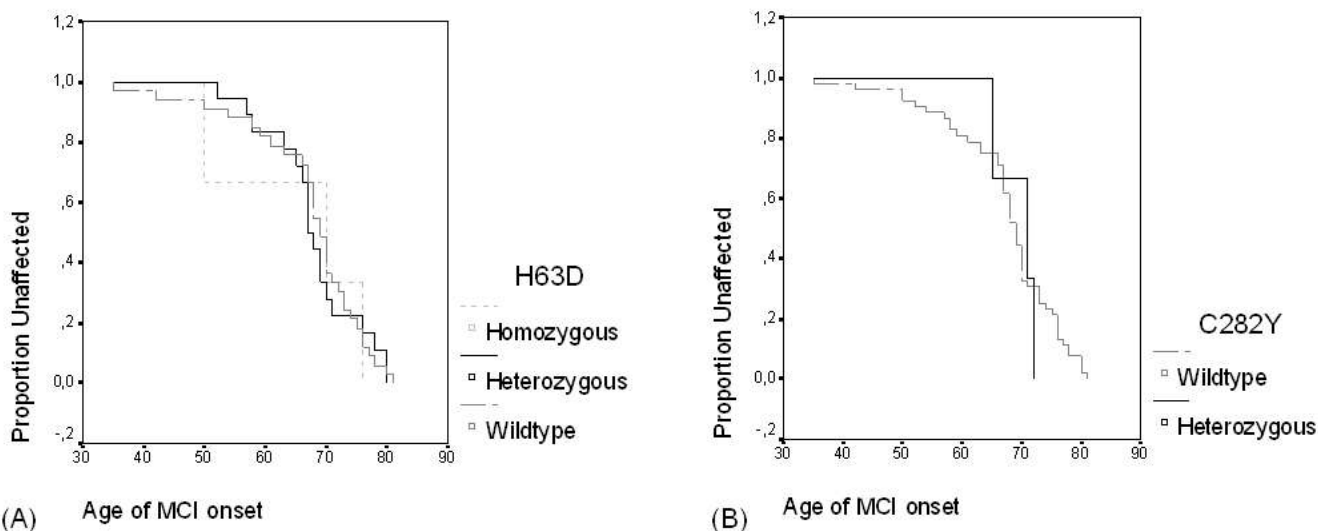 1,2
1,0
,8
,6
,4
,2
0,0
-,2
30 40 50 60 70 80 90
Proportion Unaffected
Age of MCI onset
H63D
Homozygous
Heterozygous
Wildtype
(A)
1,2
1,0
,8
,6
,4
,2
0,0
-,2
30 40 50 60 70 80 90
Proportion Unaffected
Age of MCI onset
C282Y
Wildtype
Heterozygous
(B)